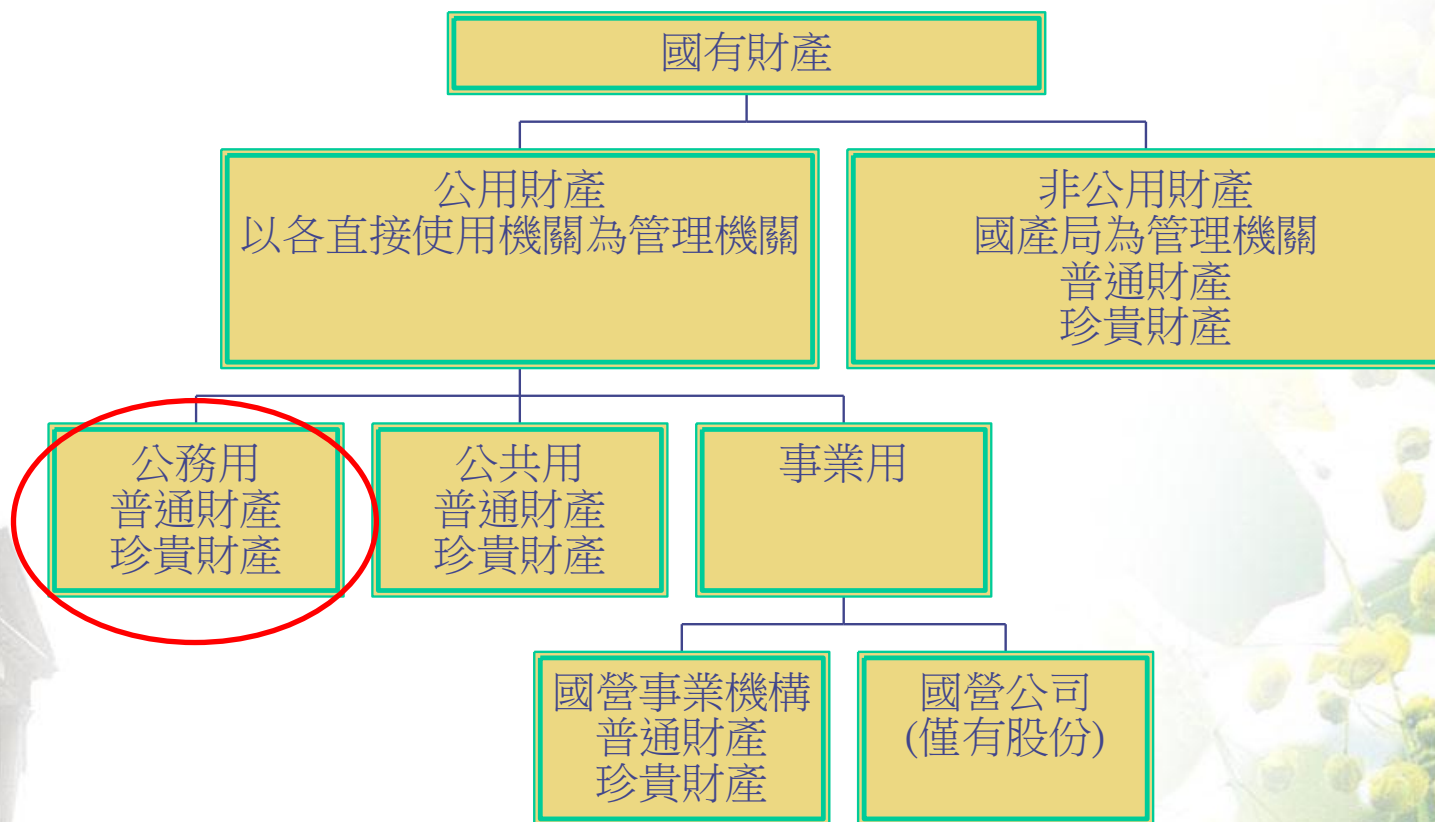 國有財產
公用財產
以各直接使用機關為管理機關
非公用財產
國產局為管理機關
普通財產
珍貴財產
公務用
普通財產
珍貴財產
公共用
普通財產
珍貴財產
事業用
國營事業機構
普通財產
珍貴財產
國營公司
(僅有股份)